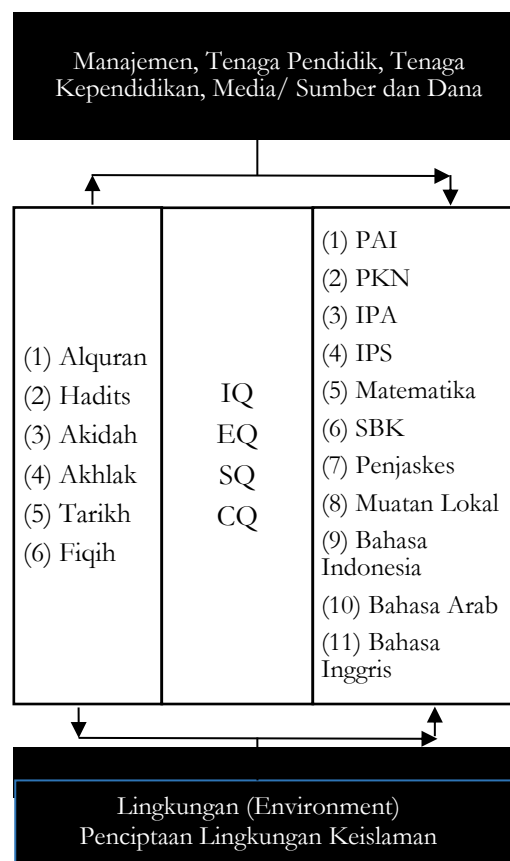 Manajemen, Tenaga Pendidik, Tenaga
Kependidikan, Media/ Sumber dan Dana
(1) Alquran
(2) Hadits
(3) Akidah
(4) Akhlak
(5) Tarikh
(6) Fiqih
IQ
EQ
SQ
CQ
(1) PAI
(2) PKN
(3) IPA
(4) IPS
(5) Matematika
(6) SBK
(7) Penjaskes
(8) Muatan Lokal
(9) Bahasa
Indonesia
(10) Bahasa Arab
(11) Bahasa
Inggris
Lingkungan (Environment)
Penciptaan Lingkungan Keislaman